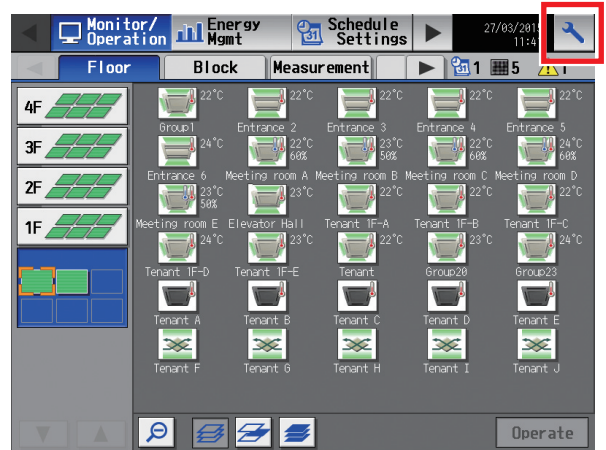 Monitor/ Operation
Energy Mgmt
Schedule Settings
27/03/201
11:4
Floor Block Measurement 31 1 5 1
4F
3F
2F
1F
22°C 22°C 22°C 22°C 22°C
Group1 Entrance 2 Entrance 3 Entrance 4 Entrance 5
24°C 22°C 60% 23°C 50% 22°C 60% 24°C 60%
Entrance 6 Meeting room A Meeting room B Meeting room C Meeting room D
23°C 50% 23°C 22°C 22°C 22°C
Meeting room E Elevator Hall Tenant 1F-A Tenant 1F-B Tenant 1F-C
24°C 23°C 22°C 23°C 24°C
Tenant 1F-D Tenant 1F-E Tenant Group20 Group23
Tenant A Tenant B Tenant C Tenant D Tenant E
Tenant F Tenant G Tenant H Tenant I Tenant J
Operate